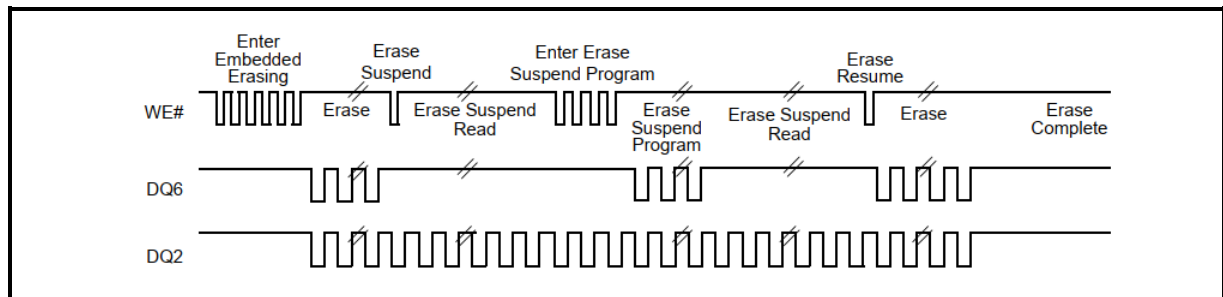 Enter
Embedded
Erasing
Erase
Suspend
Enter Erase
Suspend Program
Erase
Resume
WE#
Erase
Erase Suspend
Read
Erase
Suspend
Program
Erase Suspend
Read
Erase
Erase
Complete
DQ6
DQ2